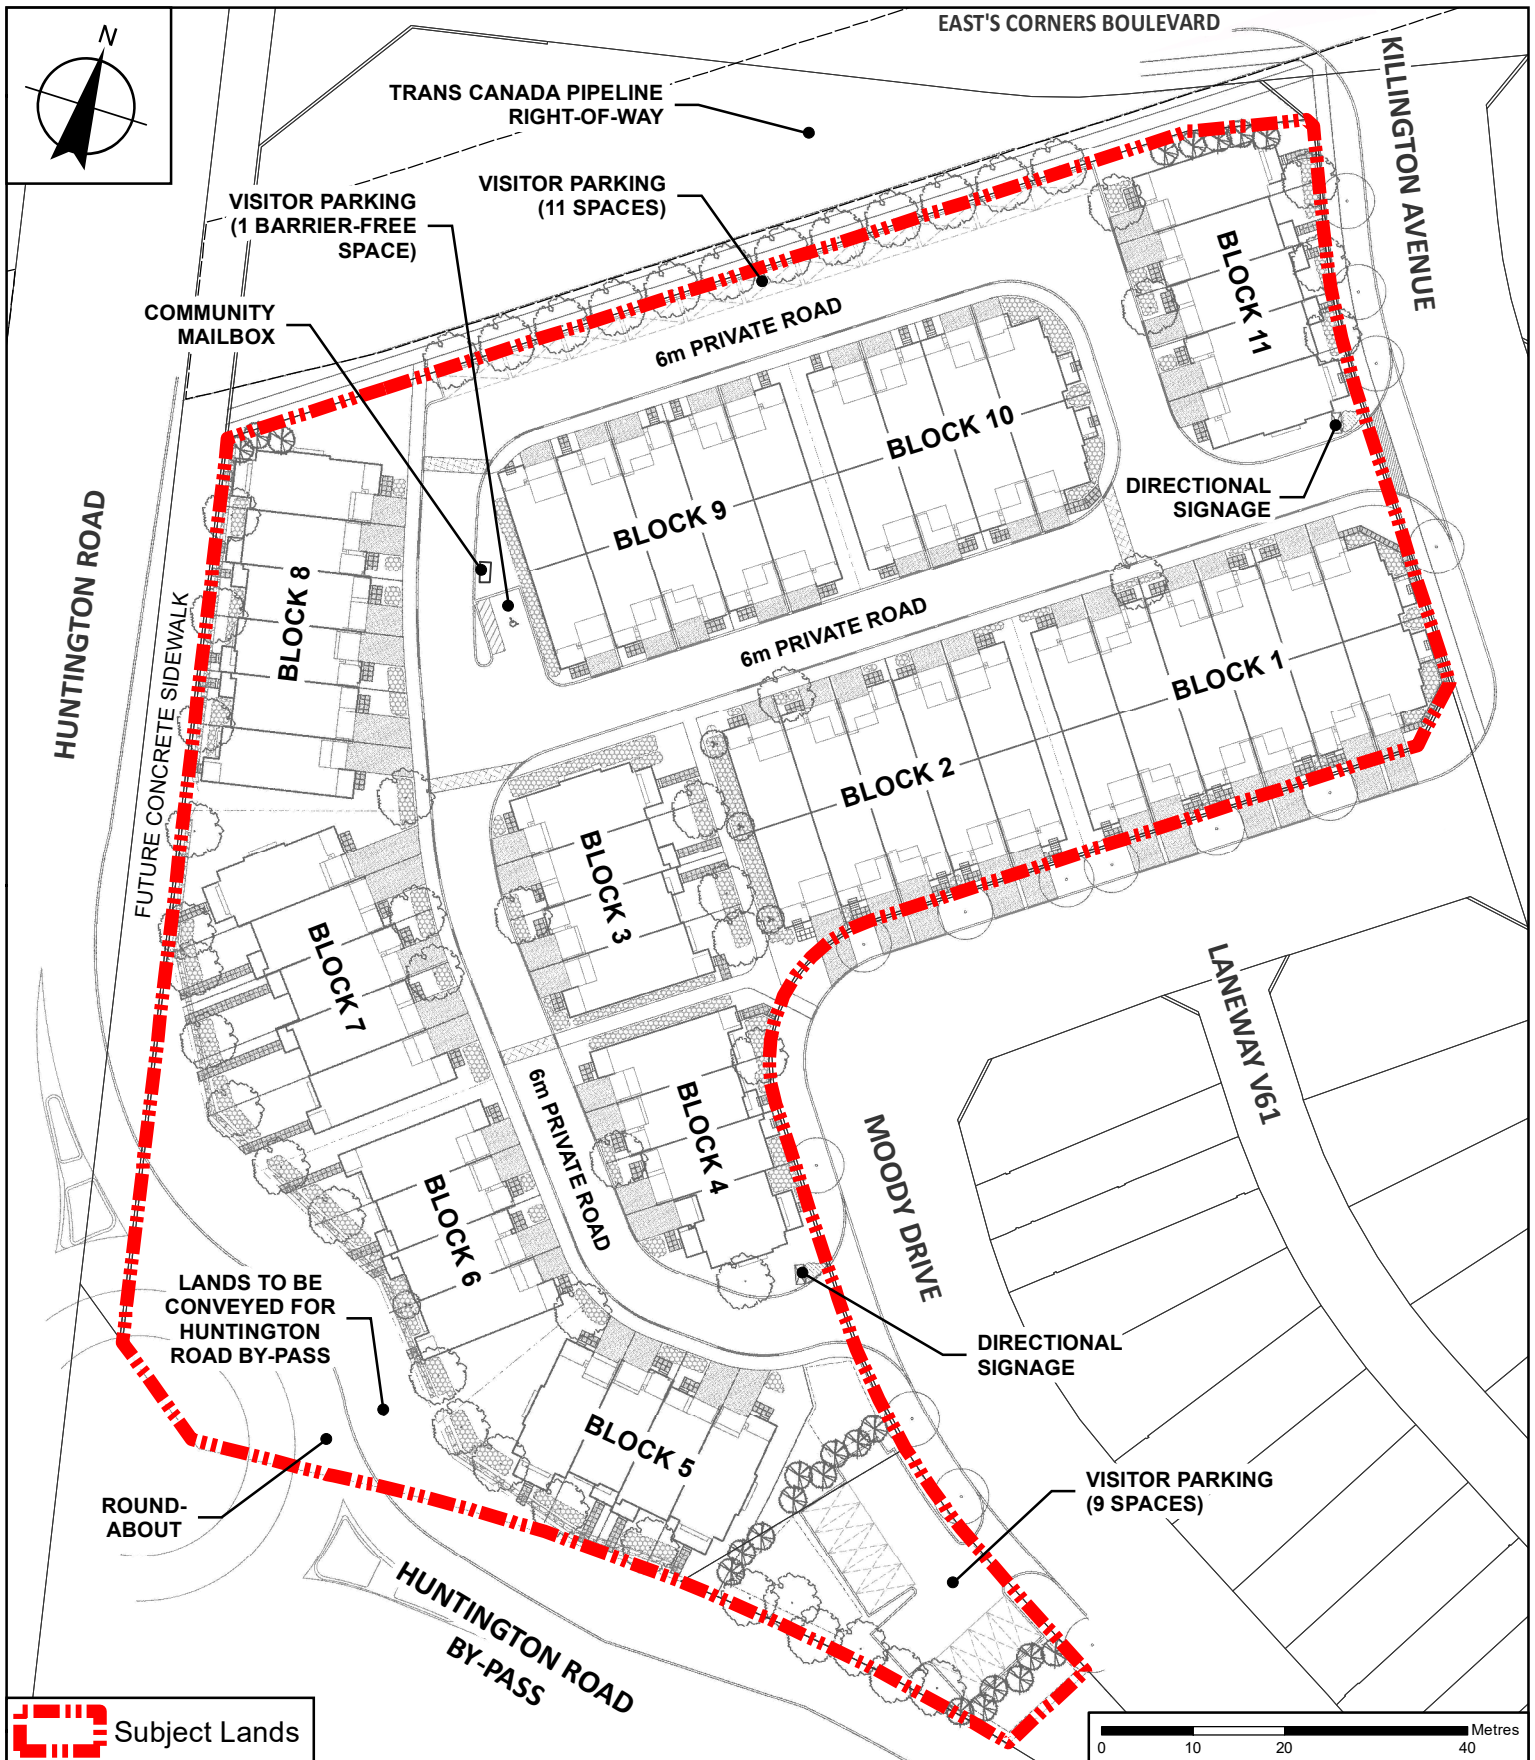 N
EAST'S CORNERS BOULEVARD
KILLINGTON AVENUE
TRANS CANADA PIPELINE
RIGHT-OF-WAY
VISITOR PARKING
(11 SPACES)
VISITOR PARKING
(1 BARRIER-FREE
SPACE)
COMMUNITY
MAILBOX
6m PRIVATE ROAD
BLOCK 11
BLOCK 10
BLOCK 9
DIRECTIONAL
SIGNAGE
HUNTINGTON ROAD
FUTURE CONCRETE SIDEWALK
BLOCK 8
6m PRIVATE ROAD
BLOCK 1
BLOCK 2
BLOCK 3
BLOCK 7
LANEWAY V61
BLOCK 4
6m PRIVATE ROAD
MOODY DRIVE
BLOCK 6
LANDS TO BE
CONVEYED FOR
HUNTINGTON
ROAD BY-PASS
DIRECTIONAL
SIGNAGE
BLOCK 5
ROUND-
ABOUT
VISITOR PARKING
(9 SPACES)
HUNTINGTON ROAD
BY-PASS
Subject Lands
Metres
0 10 20 40